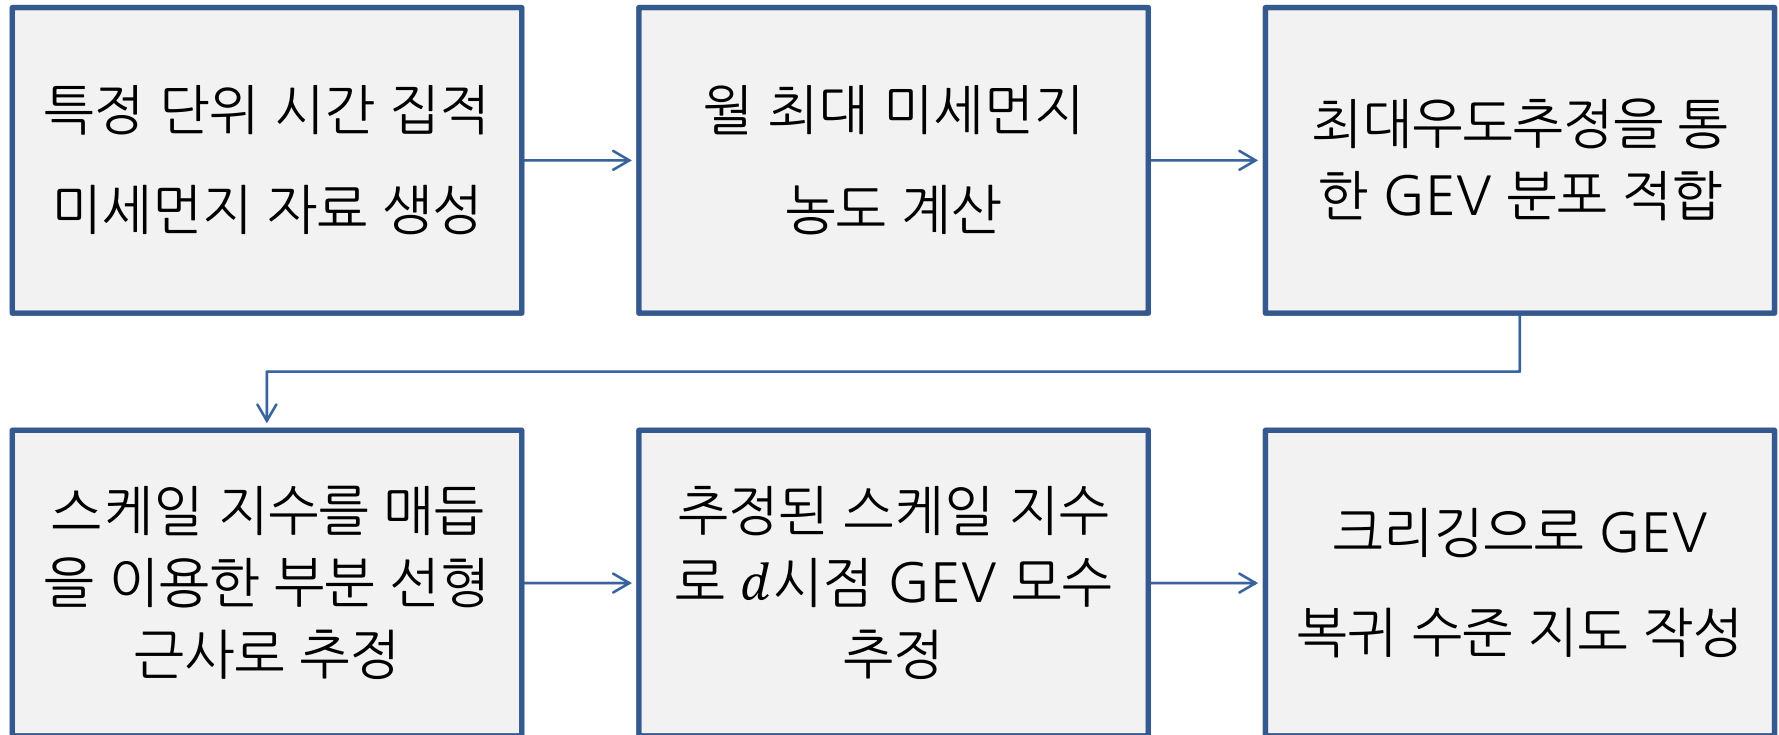 특정 단위 시간 집적
미세먼지 자료 생성
월 최대 미세먼지
농도 계산
최대우도추정을 통
한 GEV 분포 적합
스케일 지수를 매듭
을 이용한 부분 선형
근사로 추정
추정된 스케일 지수
로 d시점 GEV 모수
추정
크리깅으로 GEV
복귀 수준 지도 작성